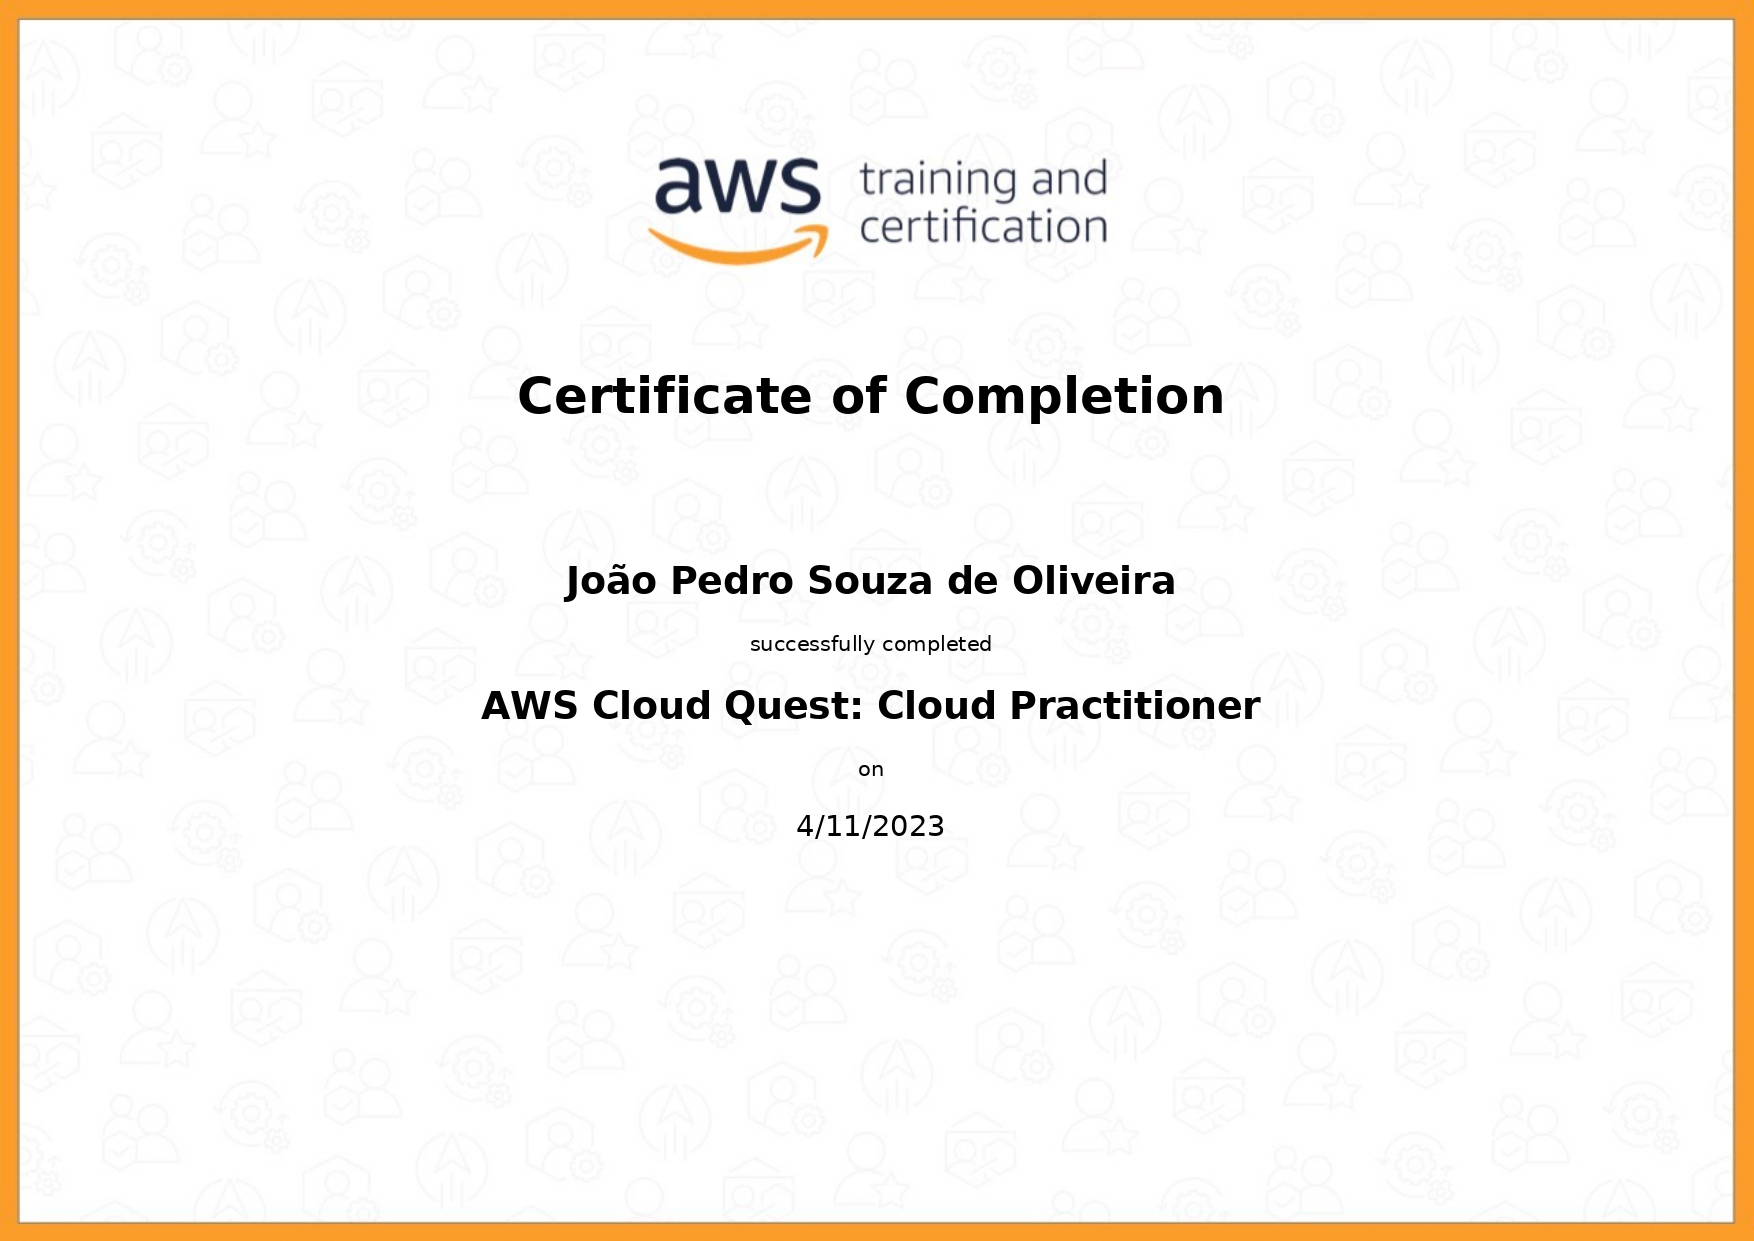 aws training and
certification
Certificate of Completion
João Pedro Souza de Oliveira
successfully completed
AWS Cloud Quest: Cloud Practitioner
on
4/11/2023